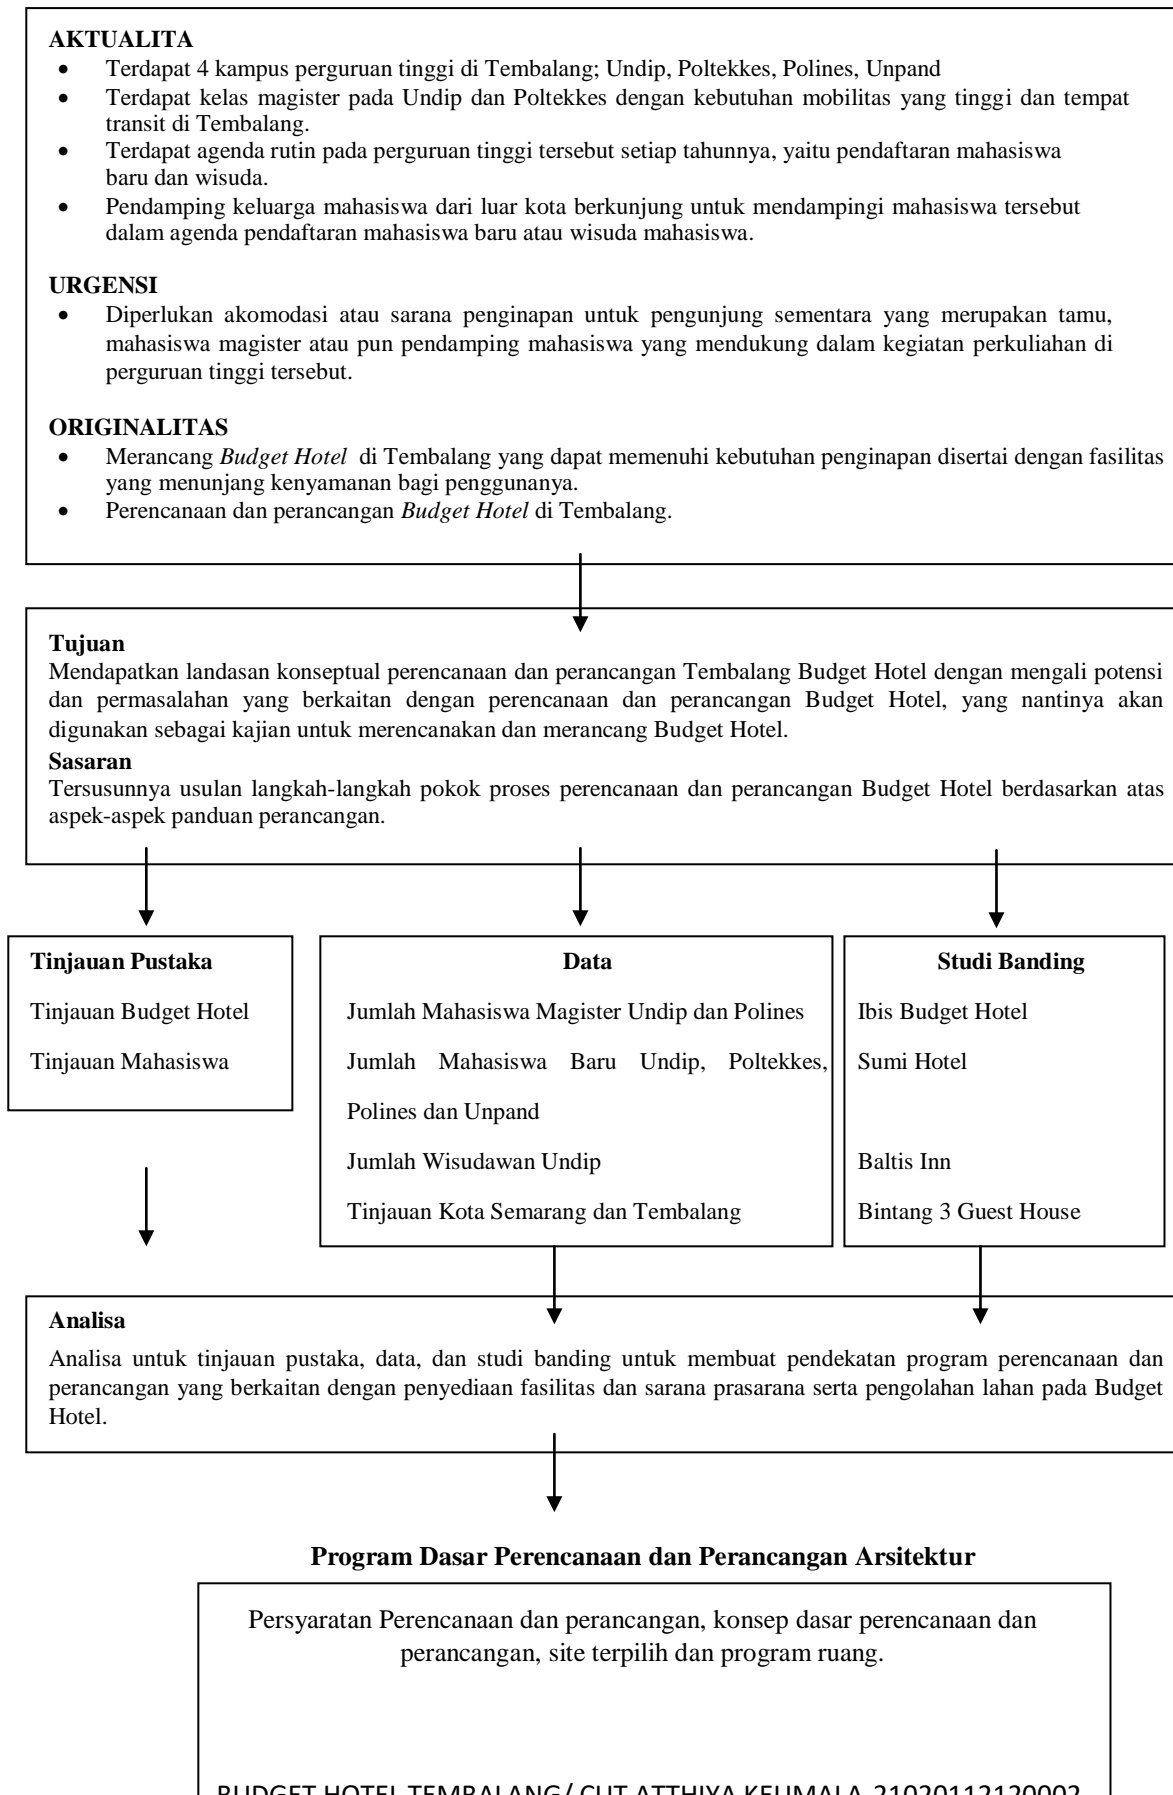 AKTUALITA
• Terdapat 4 kampus perguruan tinggi di Tembalang; Undip, Poltekkes, Polines, Unpand
• Terdapat kelas magister pada Undip dan Poltekkes dengan kebutuhan mobilitas yang tinggi dan tempat
transit di Tembalang.
• Terdapat agenda rutin pada perguruan tinggi tersebut setiap tahunnya, yaitu pendaftaran mahasiswa
baru dan wisuda.
• Pendamping keluarga mahasiswa dari luar kota berkunjung untuk mendampingi mahasiswa tersebut
dalam agenda pendaftaran mahasiswa baru atau wisuda mahasiswa.
URGENSI
• Diperlukan akomodasi atau sarana penginapan untuk pengunjung sementara yang merupakan tamu,
mahasiswa magister atau pun pendamping mahasiswa yang mendukung dalam kegiatan perkuliahan di
perguruan tinggi tersebut.
ORIGINALITAS
• Merancang Budget Hotel di Tembalang yang dapat memenuhi kebutuhan penginapan disertai dengan fasilitas
yang menunjang kenyamanan bagi penggunanya.
• Perencanaan dan perancangan Budget Hotel di Tembalang.
Tujuan
Mendapatkan landasan konseptual perencanaan dan perancangan Tembalang Budget Hotel dengan mengali potensi
dan permasalahan yang berkaitan dengan perencanaan dan perancangan Budget Hotel, yang nantinya akan
digunakan sebagai kajian untuk merencanakan dan merancang Budget Hotel.
Sasaran
Tersusunnya usulan langkah-langkah pokok proses perencanaan dan perancangan Budget Hotel berdasarkan atas
aspek-aspek panduan perancangan.
Tinjauan Pustaka
Tinjauan Budget Hotel
Tinjauan Mahasiswa
Data
Jumlah Mahasiswa Magister Undip dan Polines
Jumlah Mahasiswa Baru Undip, Poltekkes,
Polines dan Unpand
Jumlah Wisudawan Undip
Tinjauan Kota Semarang dan Tembalang
Studi Banding
Ibis Budget Hotel
Sumi Hotel
Baltis Inn
Bintang 3 Guest House
Analisa
Analisa untuk tinjauan pustaka, data, dan studi banding untuk membuat pendekatan program perencanaan dan
perancangan yang berkaitan dengan penyediaan fasilitas dan sarana prasarana serta pengolahan lahan pada Budget
Hotel.
Program Dasar Perencanaan dan Perancangan Arsitektur
Persyaratan Perencanaan dan perancangan, konsep dasar perencanaan dan
perancangan, site terpilih dan program ruang.
BUDGET HOTEL TEMBALANG/ CUT ATTHIYA KEUMALA-21020112120002